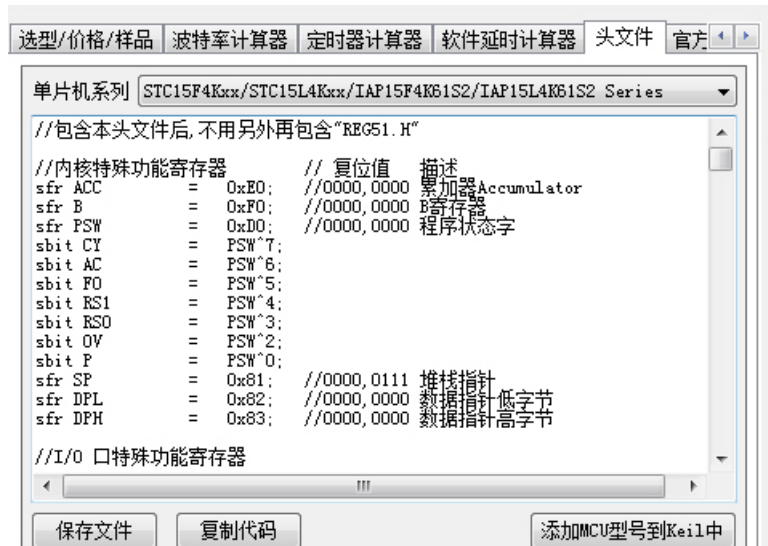 选型/价格/样品 波特率计算器 定时器计算器 软件延时计算器 头文件 官方
单片机系列 STC15F4Kxx/STC15L4Kxx/IAP15F4K61S2/IAP15L4K61S2 Series
//包含本头文件后,不用另外再包含"REG51.H"
//内核特殊功能寄存器 // 复位值 描述
sfr ACC = 0xE0; //0000,0000 累加器Accumulator
sfr B = 0xF0; //0000,0000 B寄存器
sfr PSW = 0xD0; //0000,0000 程序状态字
sbit CY = PSW^7;
sbit AC = PSW^6;
sbit F0 = PSW^5;
sbit RS1 = PSW^4;
sbit RS0 = PSW^3;
sbit OV = PSW^2;
sbit P = PSW^0;
sfr SP = 0x81; //0000,0111 堆栈指针
sfr DPL = 0x82; //0000,0000 数据指针低字节
sfr DPH = 0x83; //0000,0000 数据指针高字节
//I/O 口特殊功能寄存器
保存文件 复制代码 添加MCU型号到Keil中